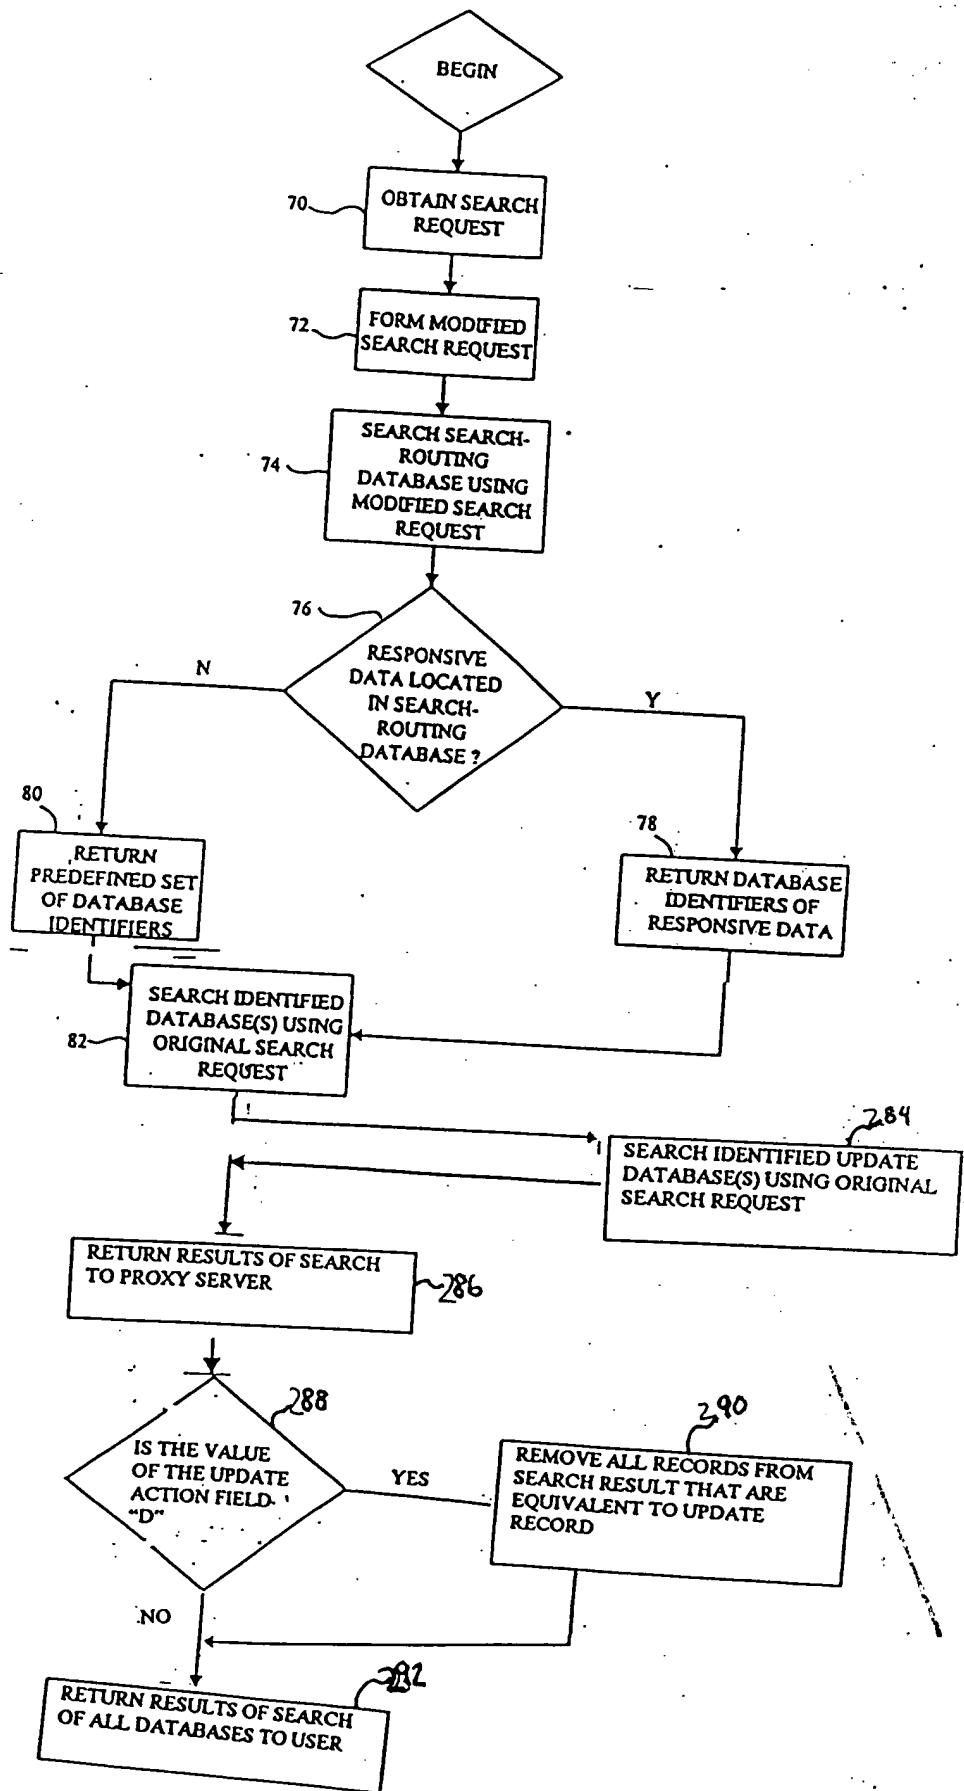 BEGIN
70
OBTAIN SEARCH
REQUEST
72
FORM MODIFIED
SEARCH REQUEST
74
SEARCH SEARCH-
ROUTING
DATABASE USING
MODIFIED SEARCH
REQUEST
76
RESPONSIVE
DATA LOCATED
IN SEARCH-
ROUTING
DATABASE ?
N
Y
80
RETURN
PREDEFINED SET
OF DATABASE
IDENTIFIERS
78
RETURN DATABASE
IDENTIFIERS OF
RESPONSIVE DATA
82
SEARCH IDENTIFIED
DATABASE(S) USING
ORIGINAL SEARCH
REQUEST
284
SEARCH IDENTIFIED UPDATE
DATABASE(S) USING ORIGINAL
SEARCH REQUEST
RETURN RESULTS OF SEARCH
TO PROXY SERVER
286
288
IS THE VALUE
OF THE UPDATE
ACTION FIELD
"D"
YES
NO
290
REMOVE ALL RECORDS FROM
SEARCH RESULT THAT ARE
EQUIVALENT TO UPDATE
RECORD
292
RETURN RESULTS OF SEARCH
OF ALL DATABASES TO USER